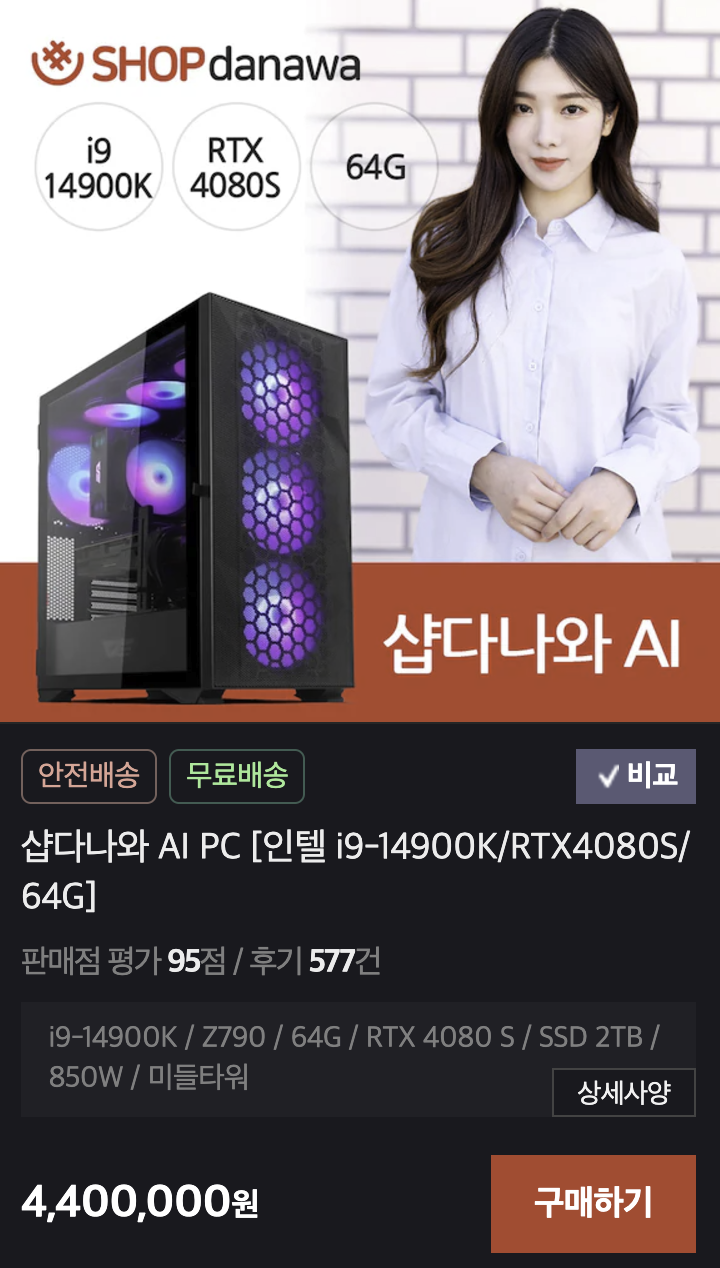 SHOPdanawa
i9
14900K
RTX
4080S
64G
샵다나와 AI
안전배송
무료배송
✓ 비교
샵다나와 AI PC [인텔 i9-14900K/RTX4080S/
64G]
판매점 평가 95점 / 후기 577건
i9-14900K / Z790 / 64G / RTX 4080 S / SSD 2TB /
850W / 미들타워
상세사양
4,400,000원
구매하기